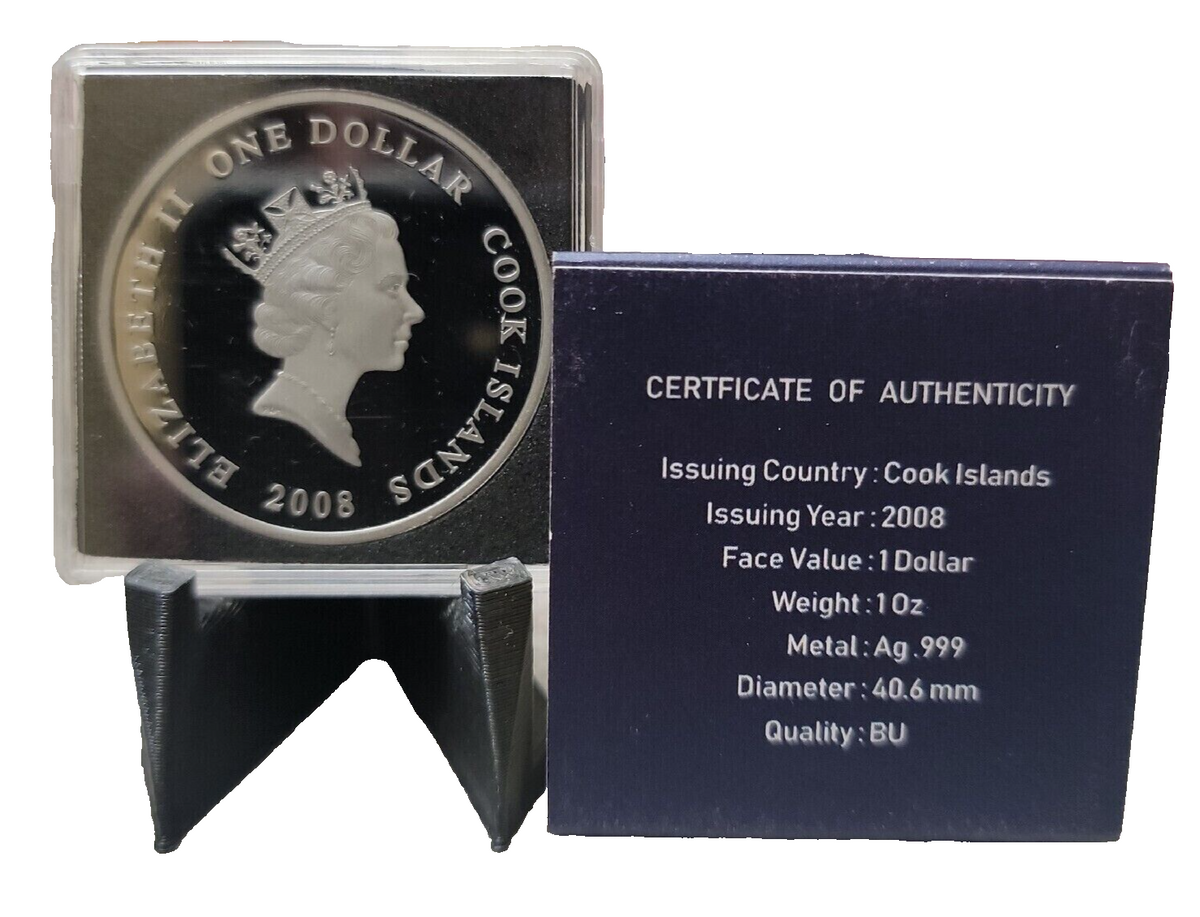 ELIZABETH II ONE DOLLAR COOK ISLANDS
2008
CERTFICATE OF AUTHENTICITY
Issuing Country : Cook Islands
Issuing Year : 2008
Face Value : 1 Dollar
Weight : 1 Oz
Metal : Ag .999
Diameter : 40.6 mm
Quality : BU